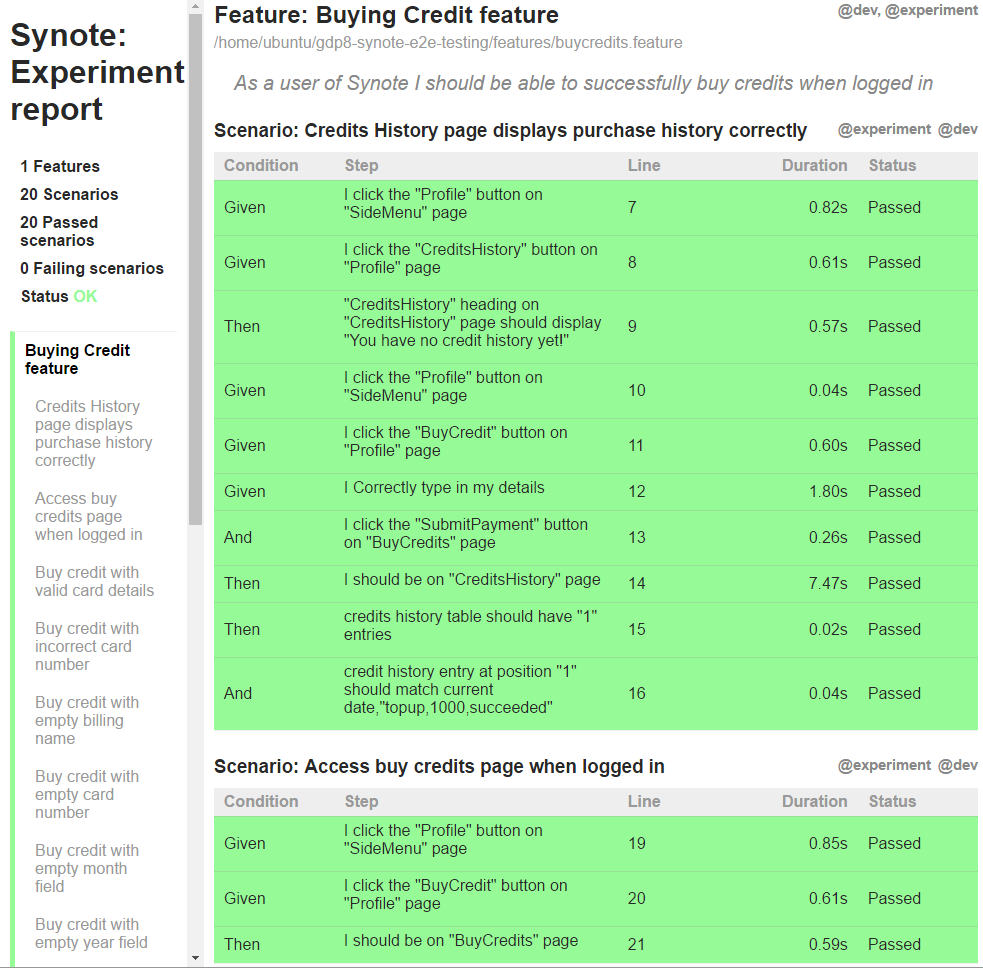 Synote:
Experiment
report
1 Features
20 Scenarios
20 Passed
scenarios
0 Failing scenarios
Status OK
Buying Credit
feature
Credits History
page displays
purchase history
correctly
Access buy
credits page
when logged in
Buy credit with
valid card details
Buy credit with
incorrect card
number
Buy credit with
empty billing
name
Buy credit with
empty card
number
Buy credit with
empty month
field
Buy credit with
empty year field
Feature: Buying Credit feature @dev, @experiment
/home/ubuntu/gdp8-synote-e2e-testing/features/buycredits.feature
As a user of Synote I should be able to successfully buy credits when logged in
Scenario: Credits History page displays purchase history correctly @experiment @dev
Condition Step Line Duration Status
Given I click the "Profile" button on
"SideMenu" page 7 0.82s Passed
Given I click the "CreditsHistory" button on
"Profile" page 8 0.61s Passed
Then "CreditsHistory" heading on
"CreditsHistory" page should display
"You have no credit history yet!" 9 0.57s Passed
Given I click the "Profile" button on
"SideMenu" page 10 0.04s Passed
Given I click the "BuyCredit" button on
"Profile" page 11 0.60s Passed
Given I Correctly type in my details 12 1.80s Passed
And I click the "SubmitPayment" button
on "BuyCredits" page 13 0.26s Passed
Then I should be on "CreditsHistory" page 14 7.47s Passed
Then credits history table should have "1"
entries 15 0.02s Passed
And credit history entry at position "1"
should match current
date,"topup,1000,succeeded" 16 0.04s Passed
Scenario: Access buy credits page when logged in @experiment @dev
Condition Step Line Duration Status
Given I click the "Profile" button on
"SideMenu" page 19 0.85s Passed
Given I click the "BuyCredit" button on
"Profile" page 20 0.61s Passed
Then I should be on "BuyCredits" page 21 0.59s Passed